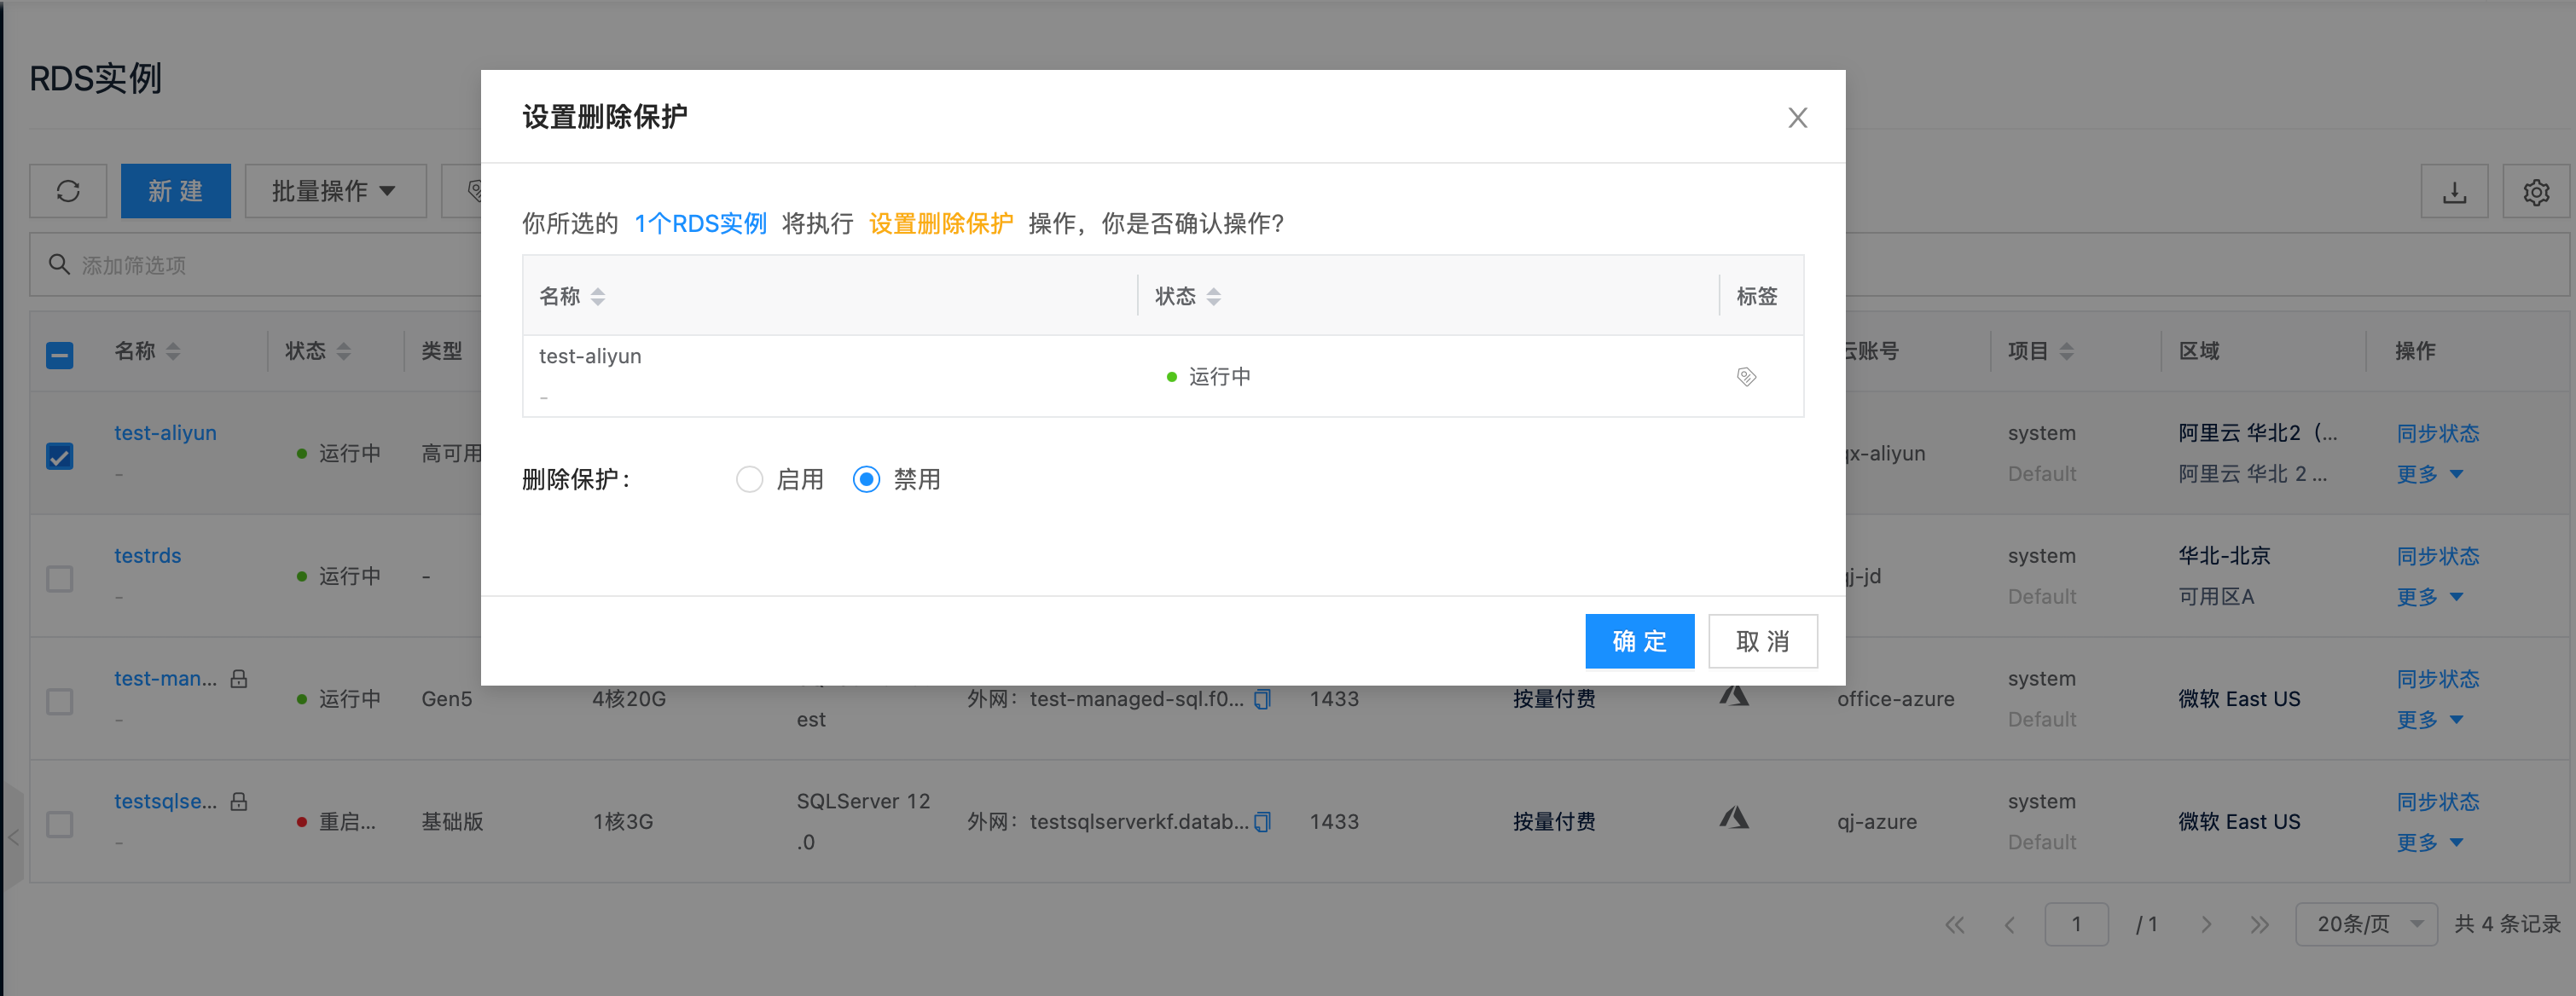 RDS实例
设置删除保护
新 建
批量操作
你所选的 1个RDS实例 将执行 设置删除保护 操作，你是否确认操作？
添加筛选项
名称 状态 标签
test-aliyun
运行中
-
删除保护： 启用 禁用
确 定 取 消
名称 状态 类型 云账号 项目 区域 操作
test-aliyun system 阿里云 华北2（... 同步状态
运行中 高可用 qx-aliyun
- Default 阿里云 华北 2 ... 更多
testrds system 华北-北京 同步状态
运行中 - qj-jd
- Default 可用区A 更多
test-man... system 同步状态
运行中 Gen5 4核20G 外网：test-managed-sql.f0... 1433 按量付费 office-azure 微软 East US
- est Default 更多
testsqlse... SQLServer 12 system 同步状态
重启... 基础版 1核3G 外网：testsqlserverkf.datab... 1433 按量付费 qj-azure 微软 East US
- .0 Default 更多
1 / 1 20条/页 共 4 条记录